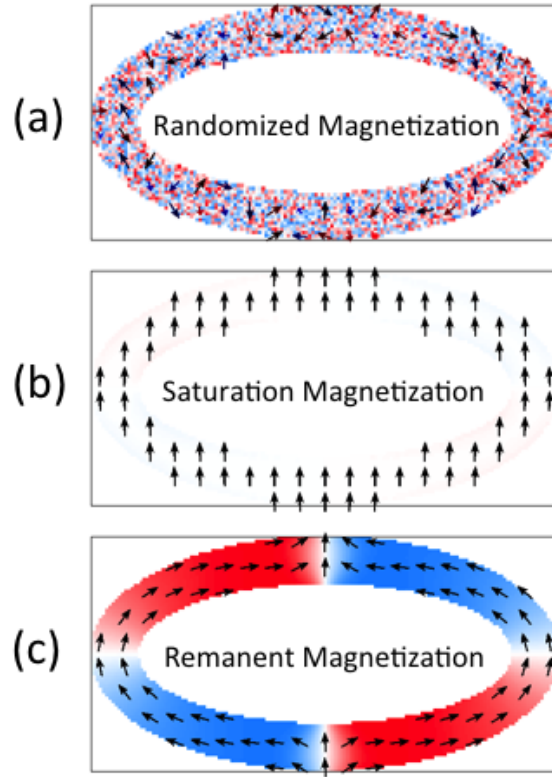 (a)
Randomized Magnetization
(b)
Saturation Magnetization
(c)
Remanent Magnetization